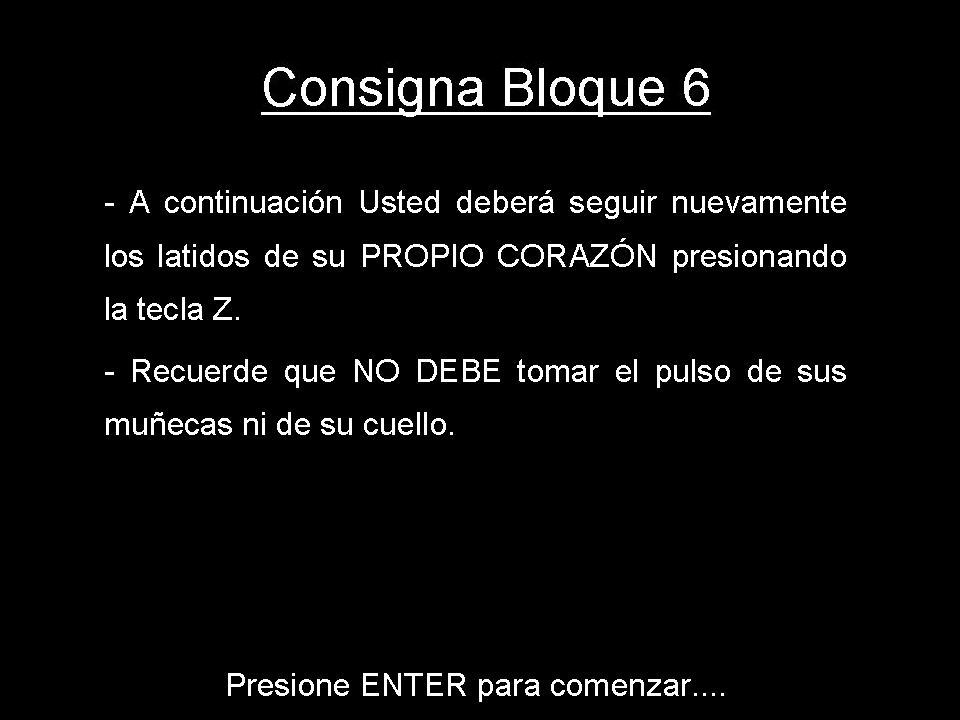 Consigna Bloque 6
- A continuación Usted deberá seguir nuevamente
los latidos de su PROPIO CORAZÓN presionando
la tecla Z.
- Recuerde que NO DEBE tomar el pulso de sus
muñecas ni de su cuello.
Presione ENTER para comenzar....